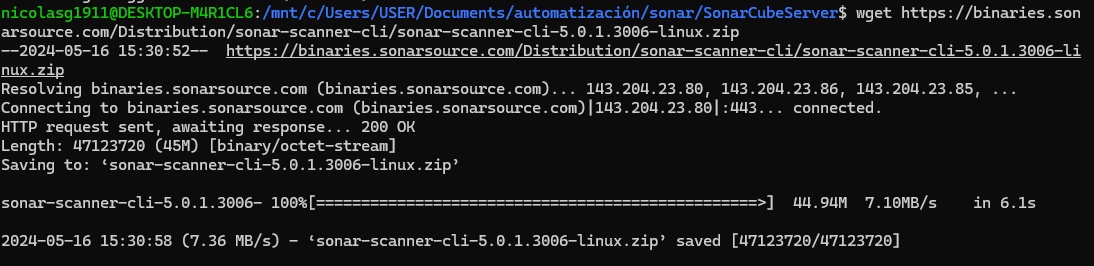 nicolasg1911@DESKTOP-M4R1CL6:/mnt/c/Users/USER/Documents/automatización/sonar/SonarCubeServer$ wget https://binaries.son
arsource.com/Distribution/sonar-scanner-cli/sonar-scanner-cli-5.0.1.3006-linux.zip
--2024-05-16 15:30:52--  https://binaries.sonarsource.com/Distribution/sonar-scanner-cli/sonar-scanner-cli-5.0.1.3006-li
nux.zip
Resolving binaries.sonarsource.com (binaries.sonarsource.com)... 143.204.23.80, 143.204.23.86, 143.204.23.85, ...
Connecting to binaries.sonarsource.com (binaries.sonarsource.com)|143.204.23.80|:443... connected.
HTTP request sent, awaiting response... 200 OK
Length: 47123720 (45M) [binary/octet-stream]
Saving to: ‘sonar-scanner-cli-5.0.1.3006-linux.zip’
sonar-scanner-cli-5.0.1.3006- 100%[=================================================>]  44.94M  7.10MB/s    in 6.1s
2024-05-16 15:30:58 (7.36 MB/s) - ‘sonar-scanner-cli-5.0.1.3006-linux.zip’ saved [47123720/47123720]